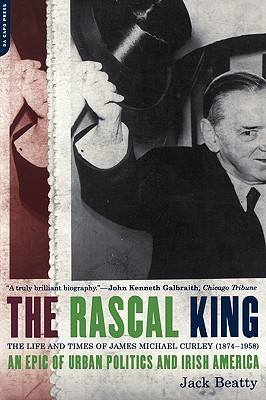 DA CAPO PRESS
"A truly brilliant biography."—John Kenneth Galbraith, Chicago Tribune
THE RASCAL KING
THE LIFE AND TIMES OF JAMES MICHAEL CURLEY (1874–1958)
AN EPIC OF URBAN POLITICS AND IRISH AMERICA
Jack Beatty